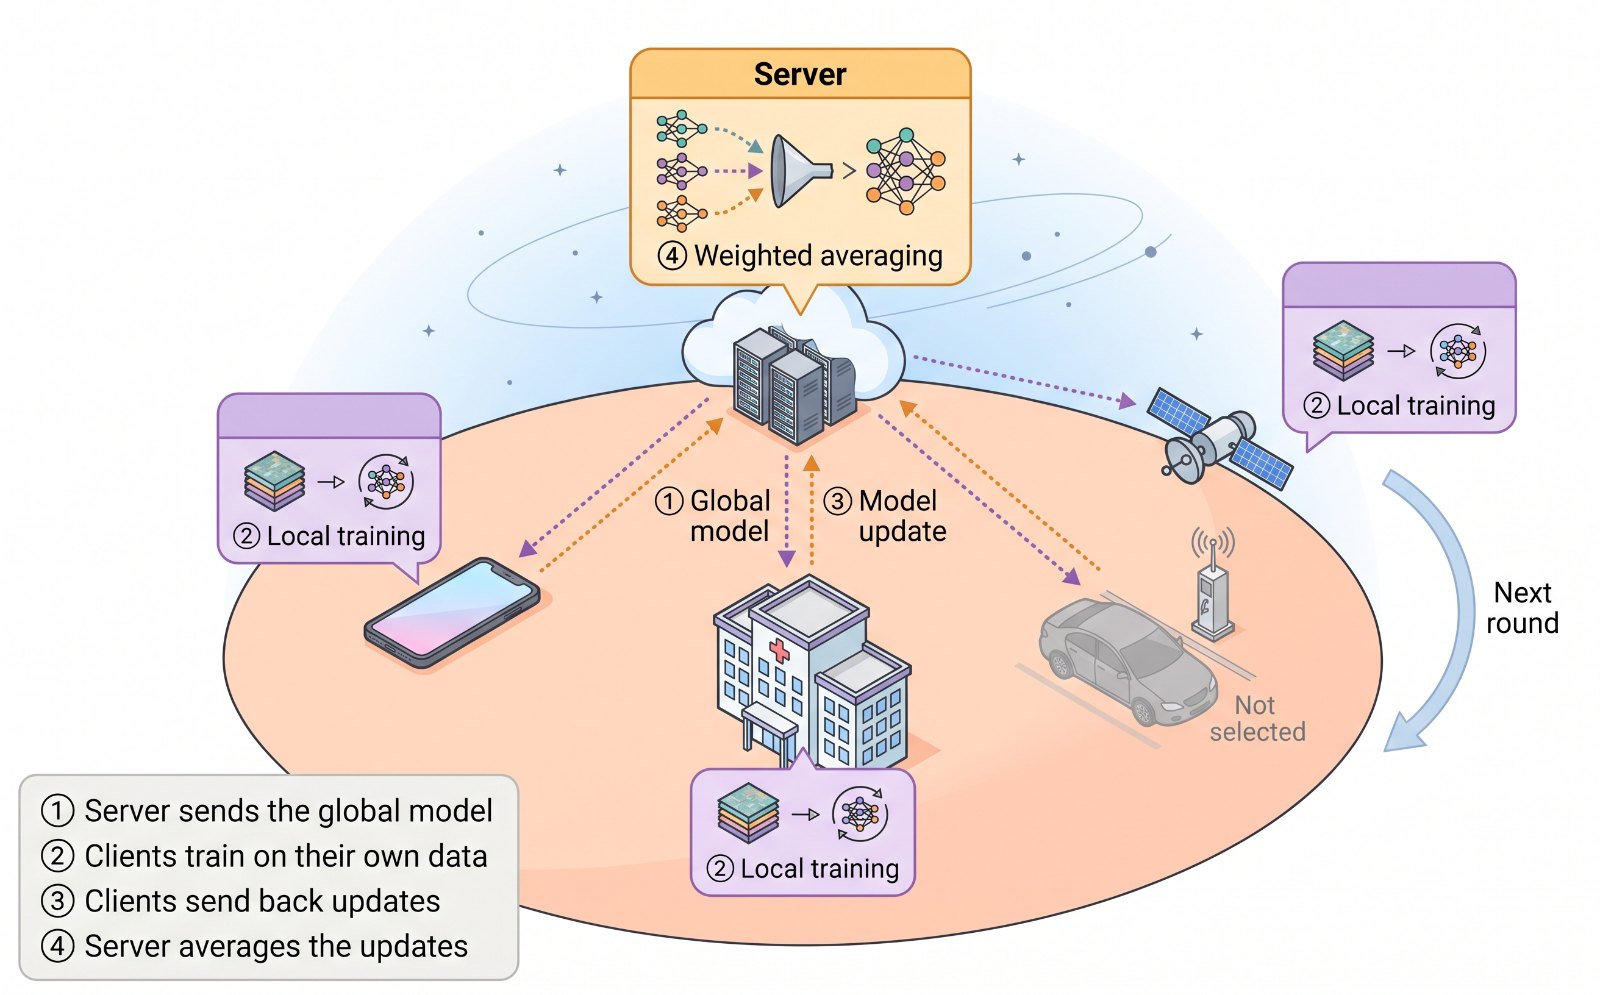 Server
④ Weighted averaging
② Local training
② Local training
① Global
model
③ Model
update
Next
round
Not
selected
② Local training
① Server sends the global model
② Clients train on their own data
③ Clients send back updates
④ Server averages the updates